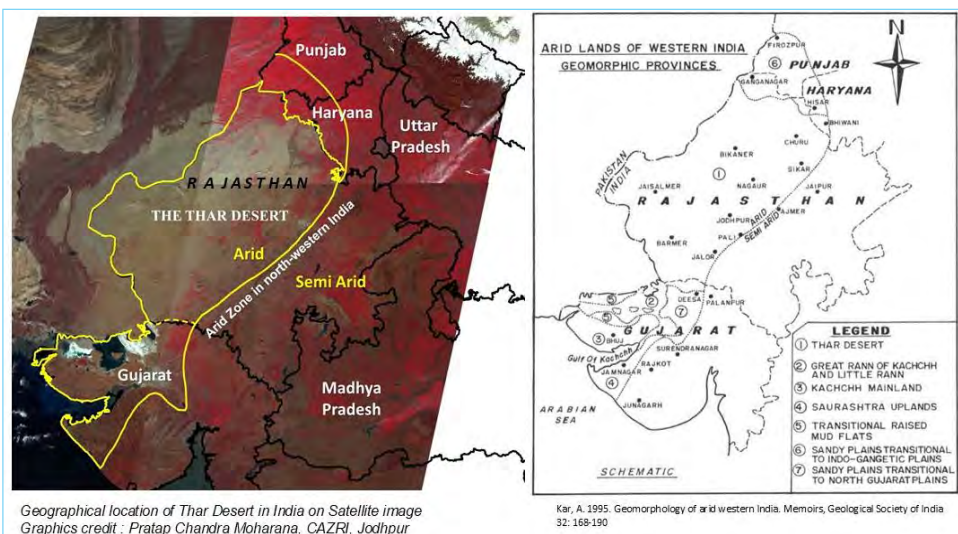 Punjab
Haryana
Uttar
Pradesh
RAJASTHAN
THE THAR DESERT
Arid
Arid Zone in north-western India
Semi Arid
Gujarat
Madhya
Pradesh
Geographical location of Thar Desert in India on Satellite image
Graphics credit : Pratap Chandra Moharana, CAZRI, Jodhpur
ARID LANDS OF WESTERN INDIA
GEOMORPHIC PROVINCES
N
FIROZPUR
6
PUNJAB
GANGANAGAR
HARYANA
HISAR
BHIWANI
CHURU
BIKANER
SIKAR
1
PAKISTAN
INDIA
JAISALMER
NAGAUR
JAIPUR
RAJASTHAN
JODHPUR
AJMER
ARID
SEMI ARID
PALI
BARMER
JALOR
5
2
DEESA
PALANPUR
5
7
GUJARAT
3
BHUJ
Gulf Of Kachchh
SURENDRANAGAR
JAMNAGAR
RAJKOT
4
JUNAGARH
ARABIAN
SEA
SCHEMATIC
LEGEND
1 THAR DESERT
2 GREAT RANN OF KACHCHH
AND LITTLE RANN
3 KACHCHH MAINLAND
4 SAURASHTRA UPLANDS
5 TRANSITIONAL RAISED
MUD FLATS
6 SANDY PLAINS TRANSITIONAL
TO INDO-GANGETIC PLAINS
7 SANDY PLAINS TRANSITIONAL
TO NORTH GUJARAT PLAINS
Kar, A. 1995. Geomorphology of arid western India. Memoirs, Geological Society of India
32: 168-190